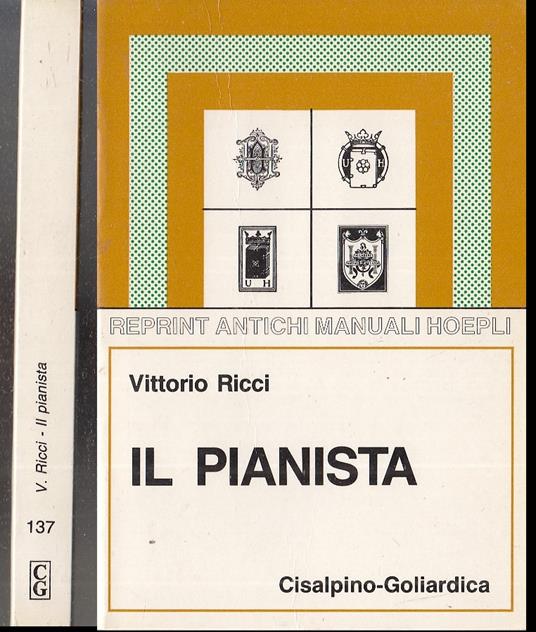 V. Ricci - Il pianista
137
CG
U H
U H
REPRINT ANTICHI MANUALI HOEPLI
Vittorio Ricci
IL PIANISTA
Cisalpino-Goliardica